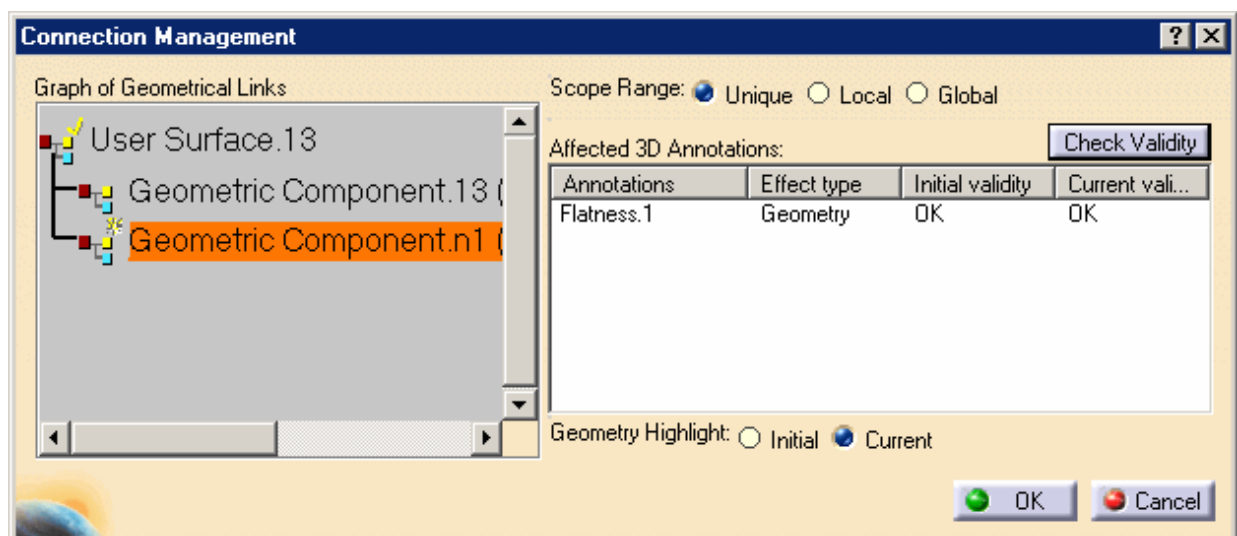 Connection Management
Graph of Geometrical Links
User Surface.13
Geometric Component.13 (
Geometric Component.n1 (
Scope Range: Unique Local Global
Affected 3D Annotations:
Check Validity
Annotations Effect type Initial validity Current vali...
Flatness.1 Geometry OK OK
Geometry Highlight: Initial Current
OK Cancel